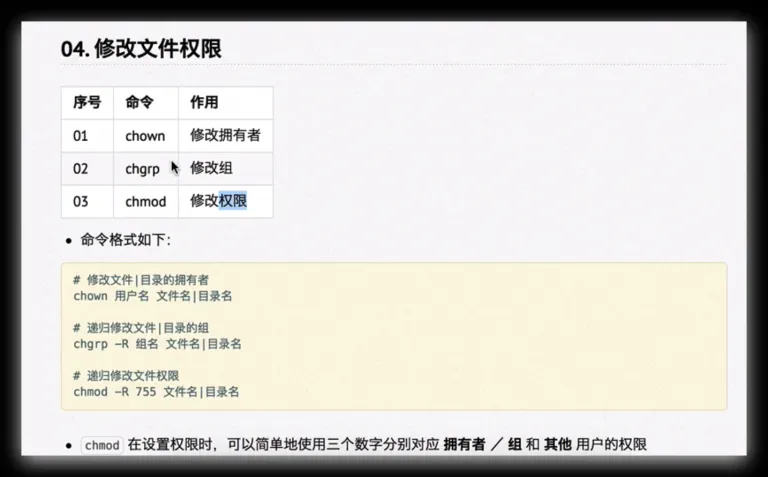 04. 修改文件权限
序号 命令 作用
01 chown 修改拥有者
02 chgrp 修改组
03 chmod 修改权限
• 命令格式如下：
# 修改文件|目录的拥有者
chown 用户名 文件名|目录名
# 递归修改文件|目录的组
chgrp -R 组名 文件名|目录名
# 递归修改文件权限
chmod -R 755 文件名|目录名
• chmod 在设置权限时，可以简单地使用三个数字分别对应 拥有者 ／ 组 和 其他 用户的权限